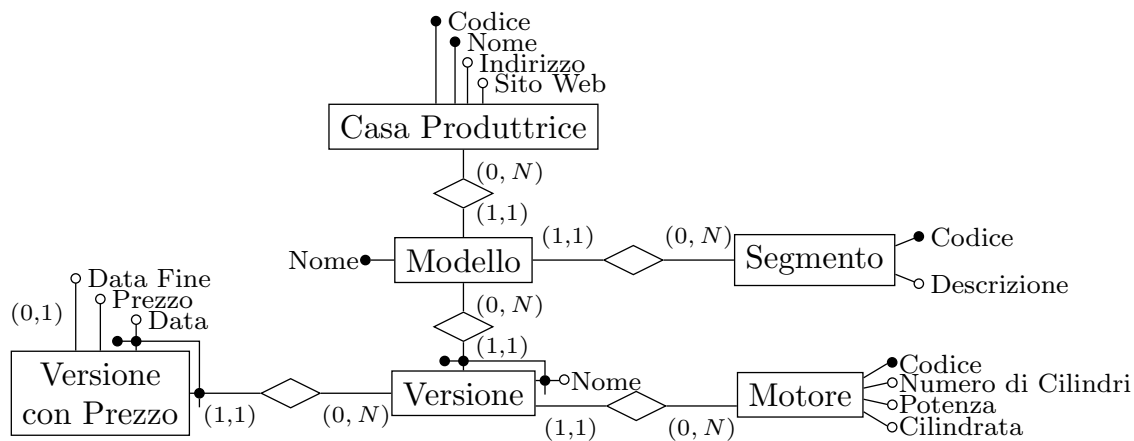 Codice
Nome
Indirizzo
Sito Web
Casa Produttrice
(0, N)
(1,1)
Nome
Modello
(1,1)
(0, N)
Segmento
Codice
Descrizione
(0, N)
(1,1)
(0,1)
Data Fine
Prezzo
Data
Versione
con Prezzo
(1,1)
(0, N)
Versione
Nome
(1,1)
(0, N)
Motore
Codice
Numero di Cilindri
Potenza
Cilindrata